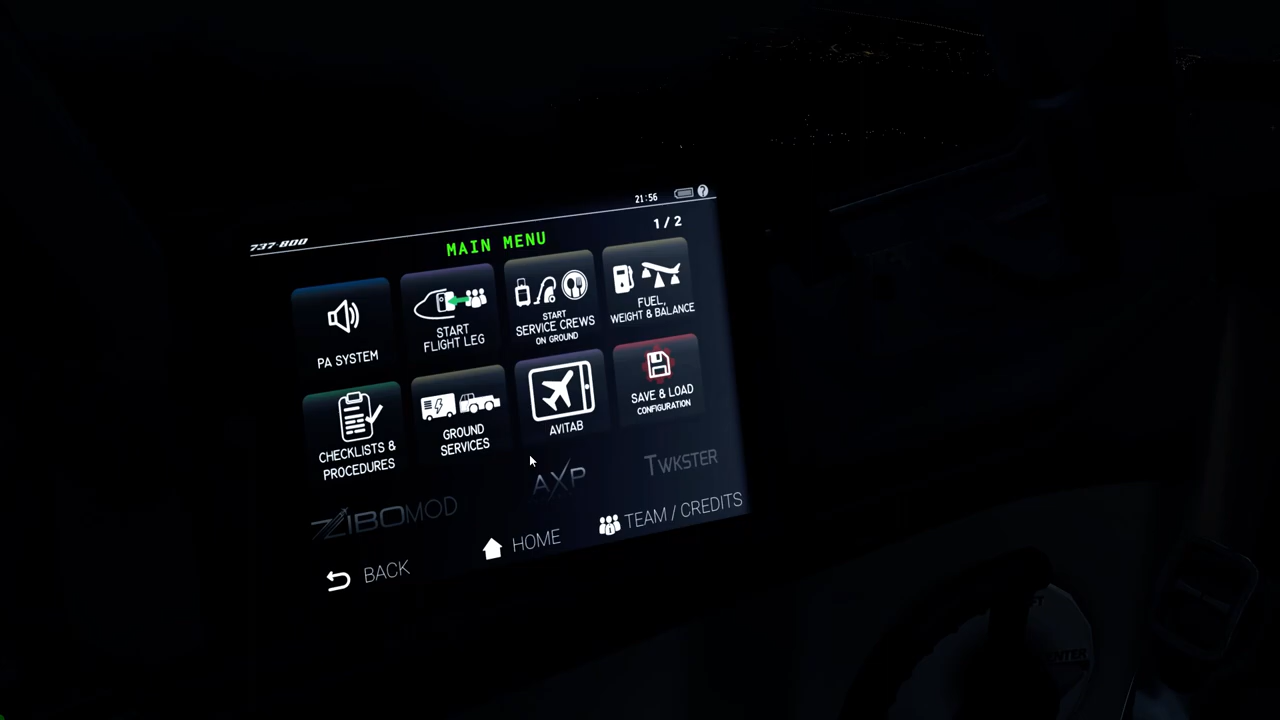 21:56
737-800
1/2
MAIN MENU
PA SYSTEM
START
FLIGHT LEG
START
SERVICE CREWS
ON GROUND
FUEL,
WEIGHT & BALANCE
CHECKLISTS &
PROCEDURES
GROUND
SERVICES
AVITAB
SAVE & LOAD
CONFIGURATION
ZIBOMOD
AXP
TWKSTER
BACK
HOME
TEAM / CREDITS